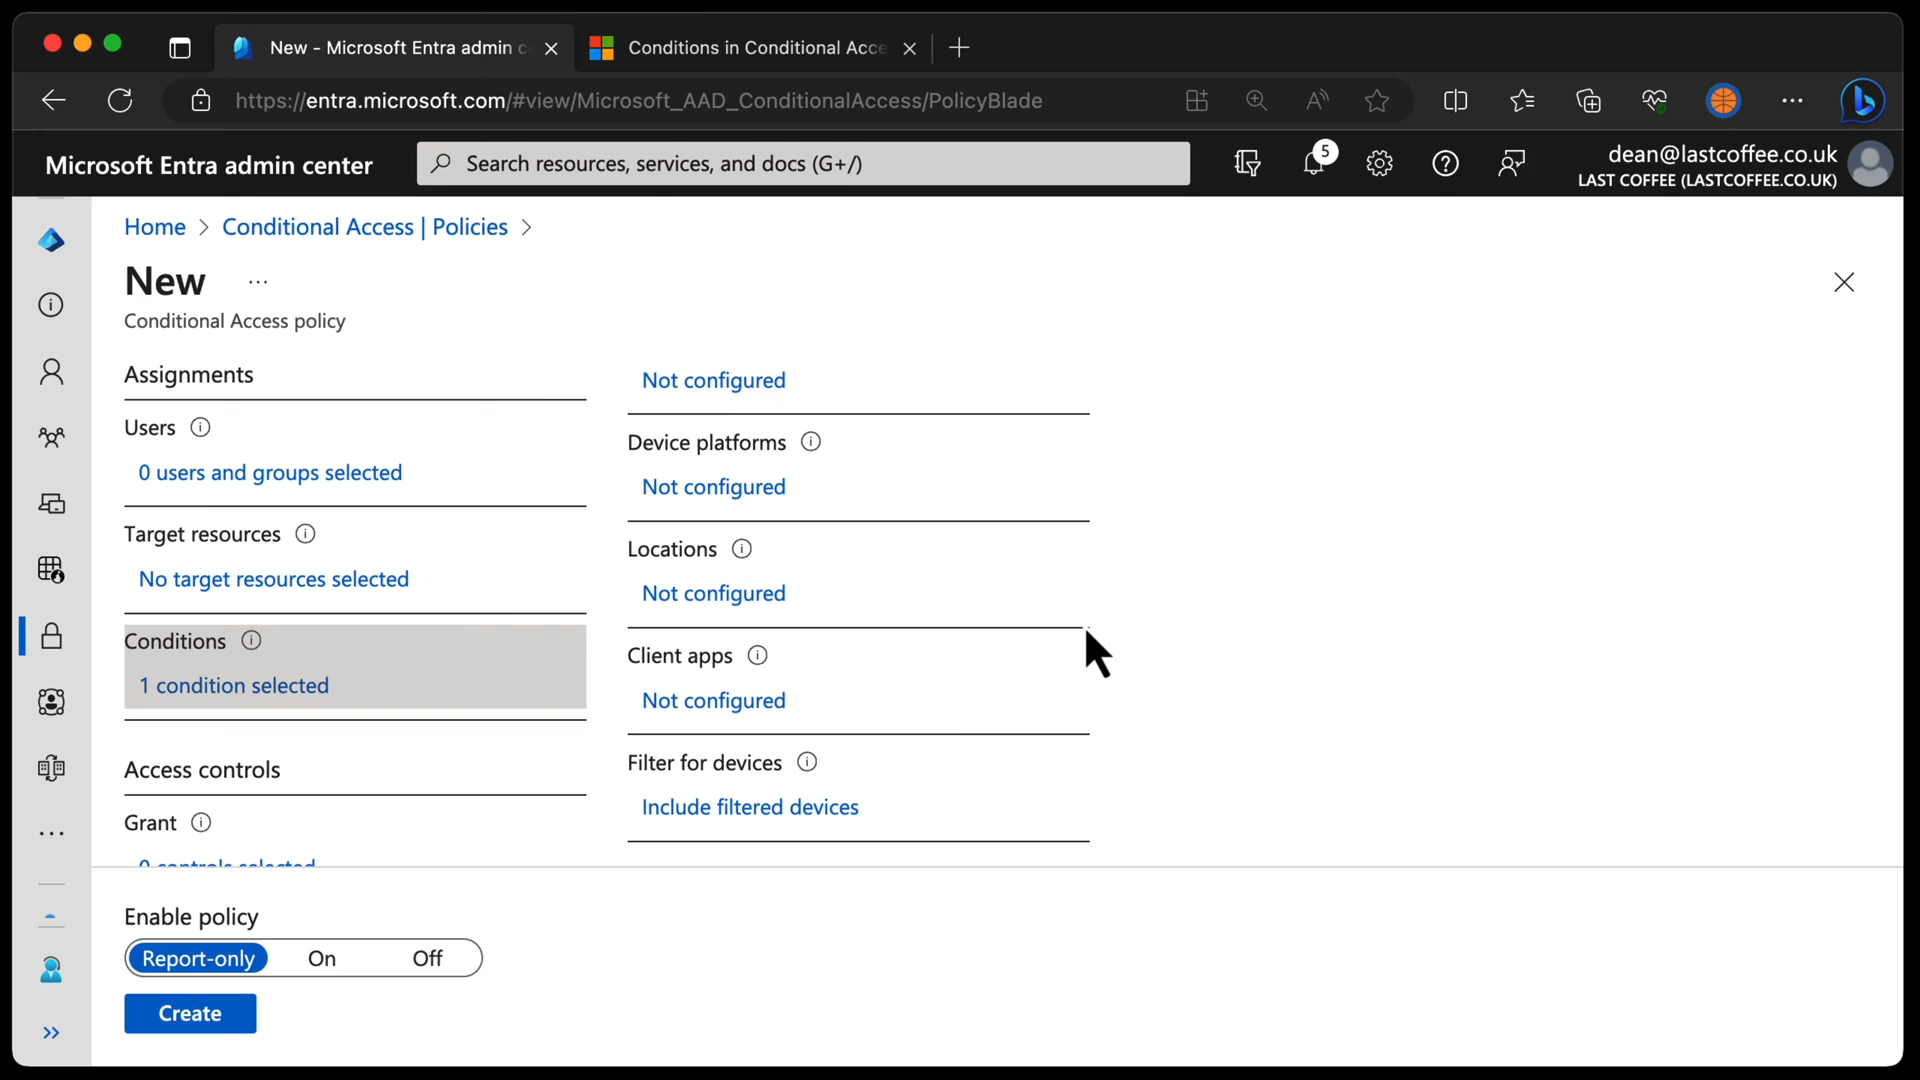 New - Microsoft Entra admin c
Conditions in Conditional Acce
https://entra.microsoft.com/#view/Microsoft_AAD_ConditionalAccess/PolicyBlade
Microsoft Entra admin center
Search resources, services, and docs (G+/)
5
dean@lastcoffee.co.uk
LAST COFFEE (LASTCOFFEE.CO.UK)
Home > Conditional Access | Policies >
New ...
Conditional Access policy
Assignments
Users
0 users and groups selected
Target resources
No target resources selected
Conditions
1 condition selected
Access controls
Grant
0 controls selected
Not configured
Device platforms
Not configured
Locations
Not configured
Client apps
Not configured
Filter for devices
Include filtered devices
Enable policy
Report-only On Off
Create